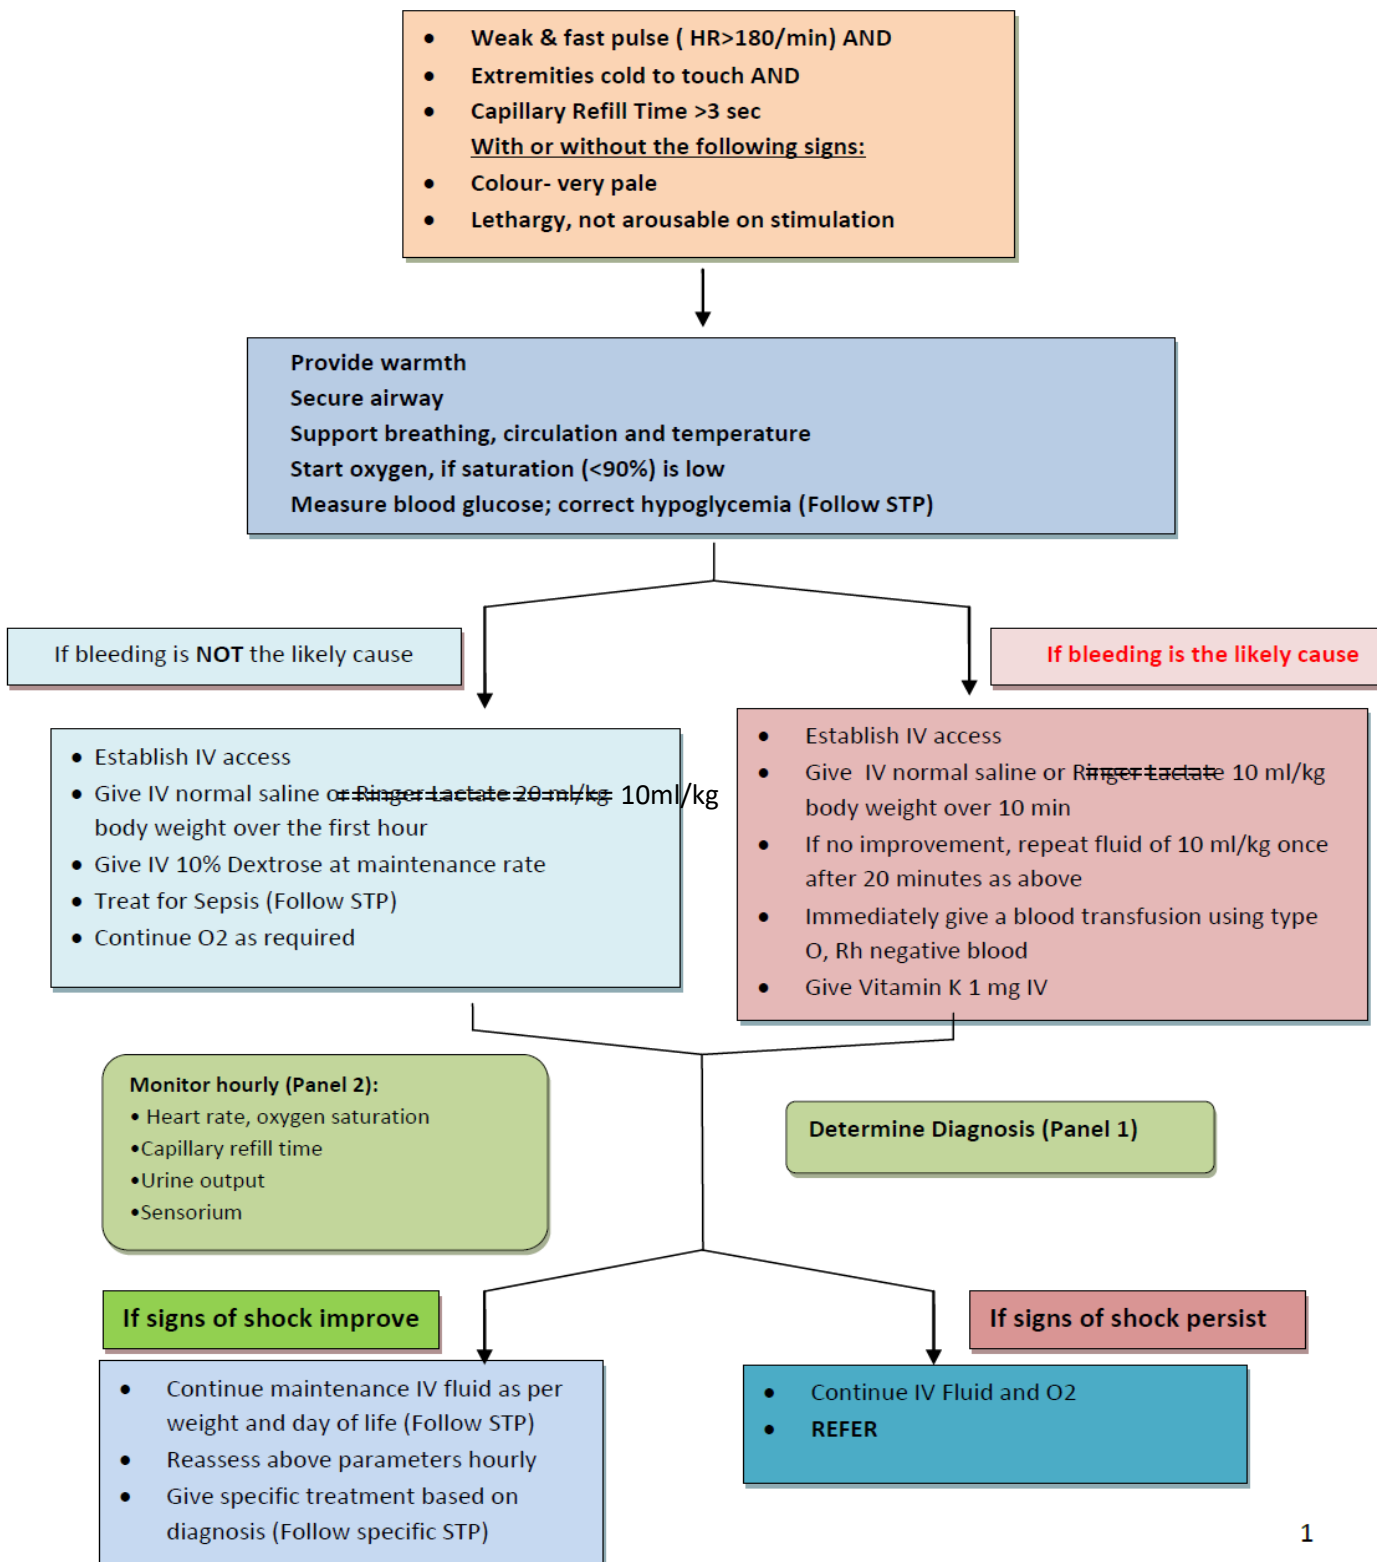 • Weak & fast pulse ( HR>180/min) AND
• Extremities cold to touch AND
• Capillary Refill Time >3 sec
With or without the following signs:
• Colour- very pale
• Lethargy, not arousable on stimulation
Provide warmth
Secure airway
Support breathing, circulation and temperature
Start oxygen, if saturation (<90%) is low
Measure blood glucose; correct hypoglycemia (Follow STP)
If bleeding is NOT the likely cause
If bleeding is the likely cause
• Establish IV access
• Give IV normal saline or Ringer Lactate 20 ml/kg 10ml/kg
body weight over the first hour
• Give IV 10% Dextrose at maintenance rate
• Treat for Sepsis (Follow STP)
• Continue O2 as required
• Establish IV access
• Give IV normal saline or Ringer Lactate 10 ml/kg
body weight over 10 min
• If no improvement, repeat fluid of 10 ml/kg once
after 20 minutes as above
• Immediately give a blood transfusion using type
O, Rh negative blood
• Give Vitamin K 1 mg IV
Monitor hourly (Panel 2):
• Heart rate, oxygen saturation
•Capillary refill time
•Urine output
•Sensorium
Determine Diagnosis (Panel 1)
If signs of shock improve
If signs of shock persist
• Continue maintenance IV fluid as per
weight and day of life (Follow STP)
• Reassess above parameters hourly
• Give specific treatment based on
diagnosis (Follow specific STP)
• Continue IV Fluid and O2
• REFER
1